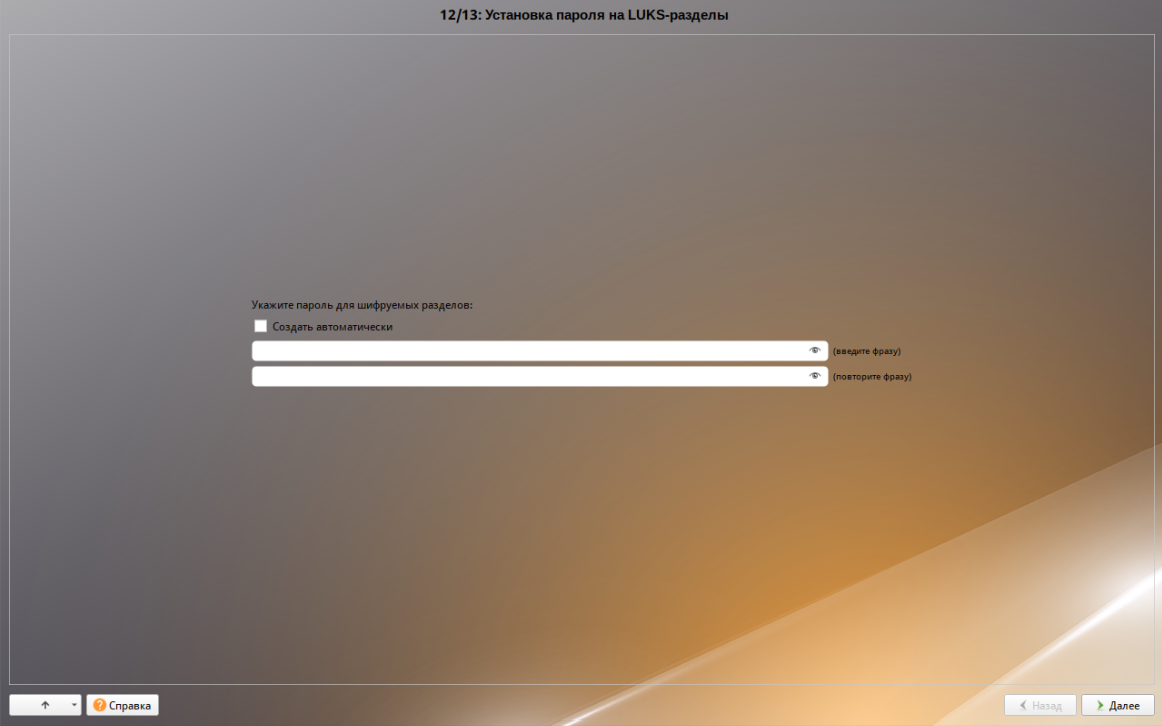 12/13: Установка пароля на LUKS-разделы
Укажите пароль для шифруемых разделов:
Создать автоматически
(введите фразу)
(повторите фразу)
Справка
Назад
Далее